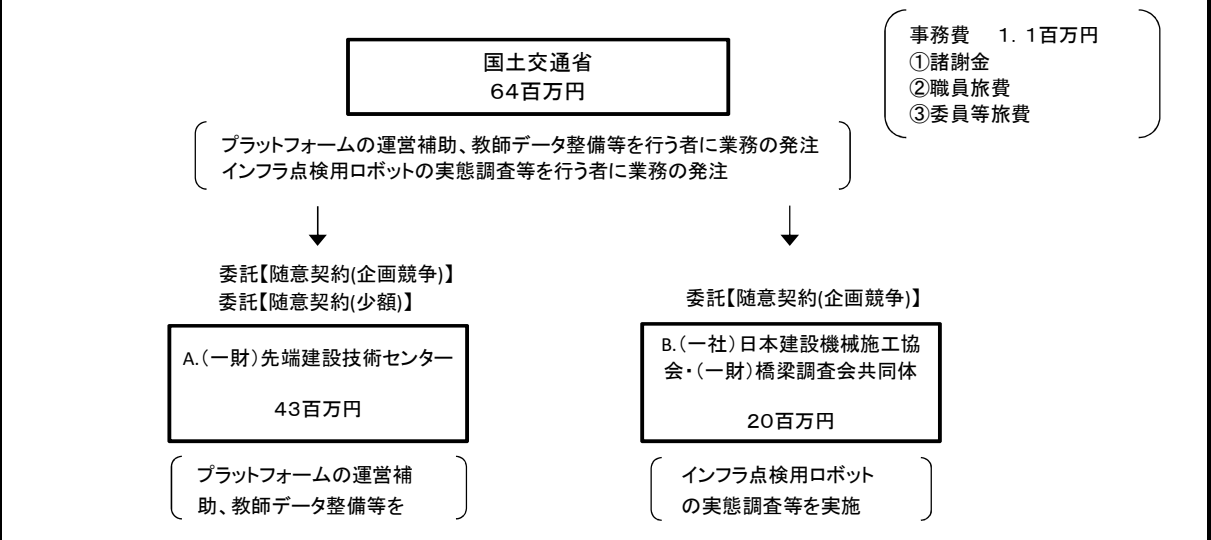 国土交通省
64百万円
事務費　1．1百万円
①諸謝金
②職員旅費
③委員等旅費
プラットフォームの運営補助、教師データ整備等を行う者に業務の発注
インフラ点検用ロボットの実態調査等を行う者に業務の発注
委託【随意契約(企画競争)】
委託【随意契約(少額)】
A.（一財）先端建設技術センター
43百万円
プラットフォームの運営補
助、教師データ整備等を
委託【随意契約(企画競争)】
B.（一社）日本建設機械施工協
会・（一財）橋梁調査会共同体
20百万円
インフラ点検用ロボット
の実態調査等を実施